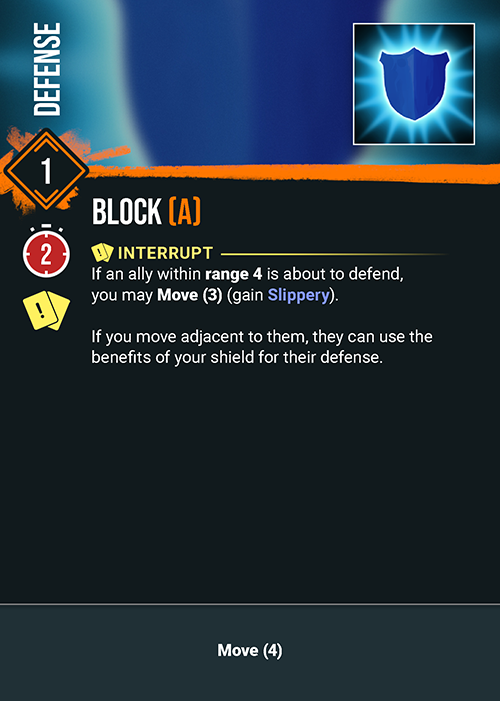 DEFENSE
1
BLOCK (A)
2
! INTERRUPT
If an ally within range 4 is about to defend,
you may Move (3) (gain Slippery).
!
If you move adjacent to them, they can use the
benefits of your shield for their defense.
Move (4)